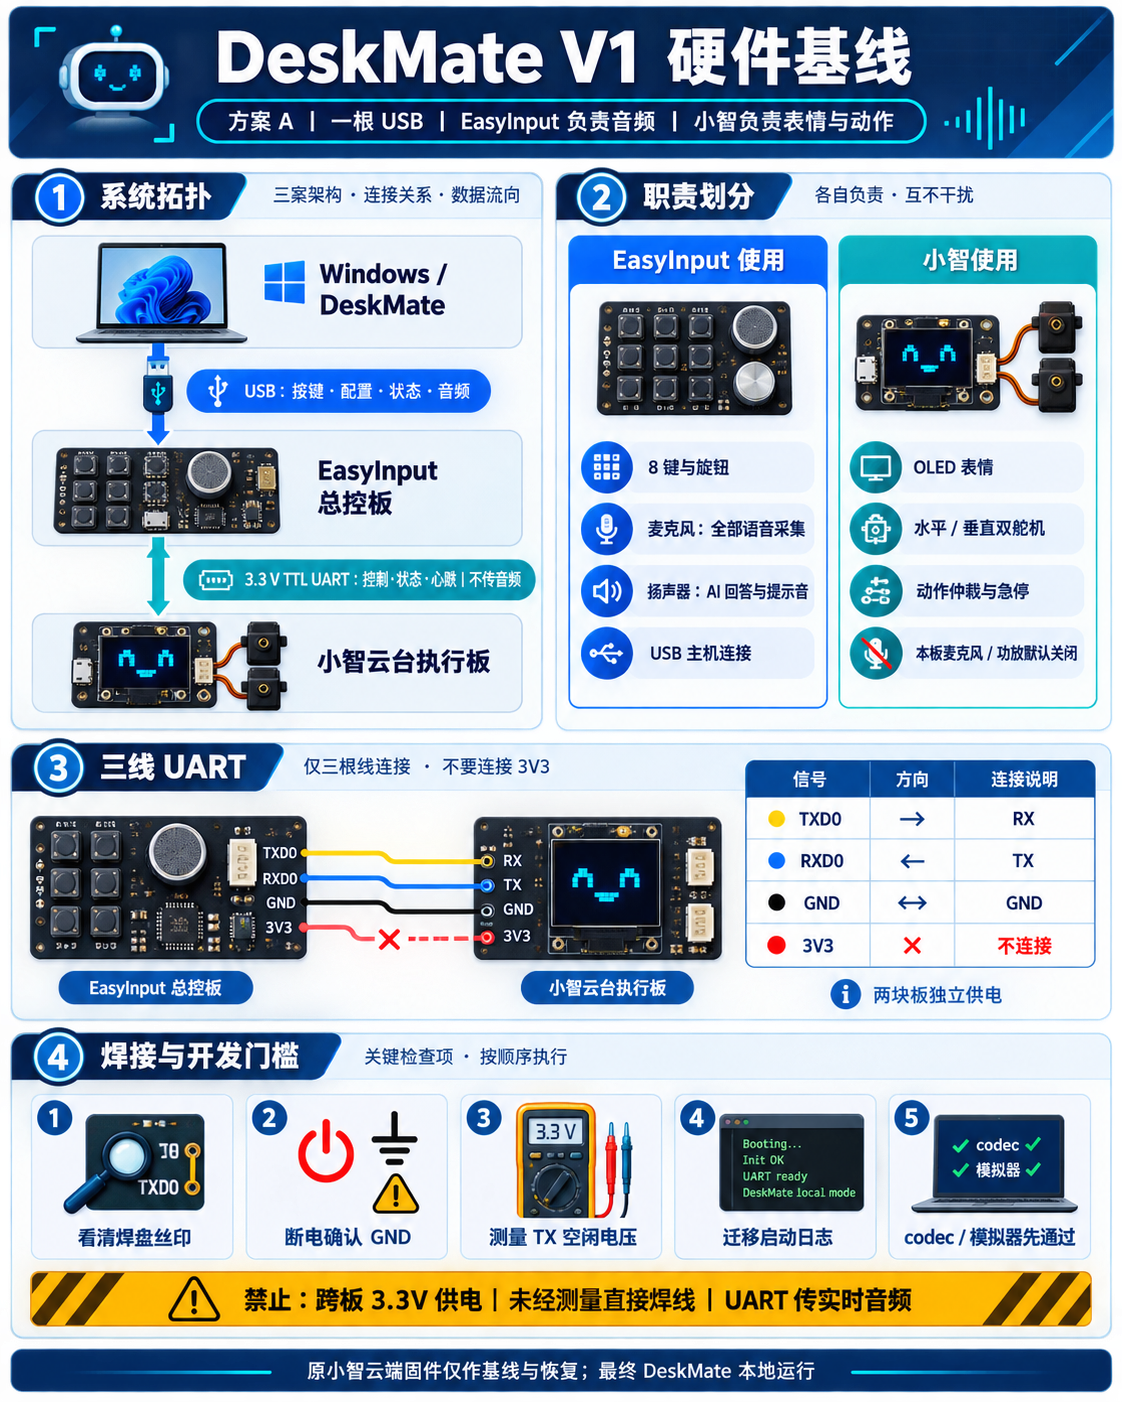 DeskMate V1 硬件基线
方案 A | 一根 USB | EasyInput 负责音频 | 小智负责表情与动作
1 系统拓扑
三案架构 · 连接关系 · 数据流向
Windows /
DeskMate
USB：按键 · 配置 · 状态 · 音频
EasyInput
总控板
3.3 V TTL UART：控制·状态·心跳 | 不传音频
小智云台执行板
2 职责划分
各自负责 · 互不干扰
EasyInput 使用
8 键与旋钮
麦克风：全部语音采集
扬声器：AI 回答与提示音
USB 主机连接
小智使用
OLED 表情
水平 / 垂直双舵机
动作仲裁与急停
本板麦克风 / 功放默认关闭
3 三线 UART
仅三根线连接 · 不要连接 3V3
TXD0
RXD0
GND
3V3
RX
TX
GND
3V3
EasyInput 总控板
小智云台执行板
信号 方向 连接说明
TXD0 → RX
RXD0 ← TX
GND ↔ GND
3V3 ✕ 不连接
i 两块板独立供电
4 焊接与开发门槛
关键检查项 · 按顺序执行
1
TXD0
看清焊盘丝印
2
断电确认 GND
3
3.3 V
测量 TX 空闲电压
4
Booting...
Init OK
UART ready
DeskMate local mode
迁移启动日志
5
✓ codec ✓
✓ 模拟器 ✓
codec / 模拟器先通过
禁止：跨板 3.3V 供电 | 未经测量直接焊线 | UART 传实时音频
原小智云端固件仅作基线与恢复；最终 DeskMate 本地运行